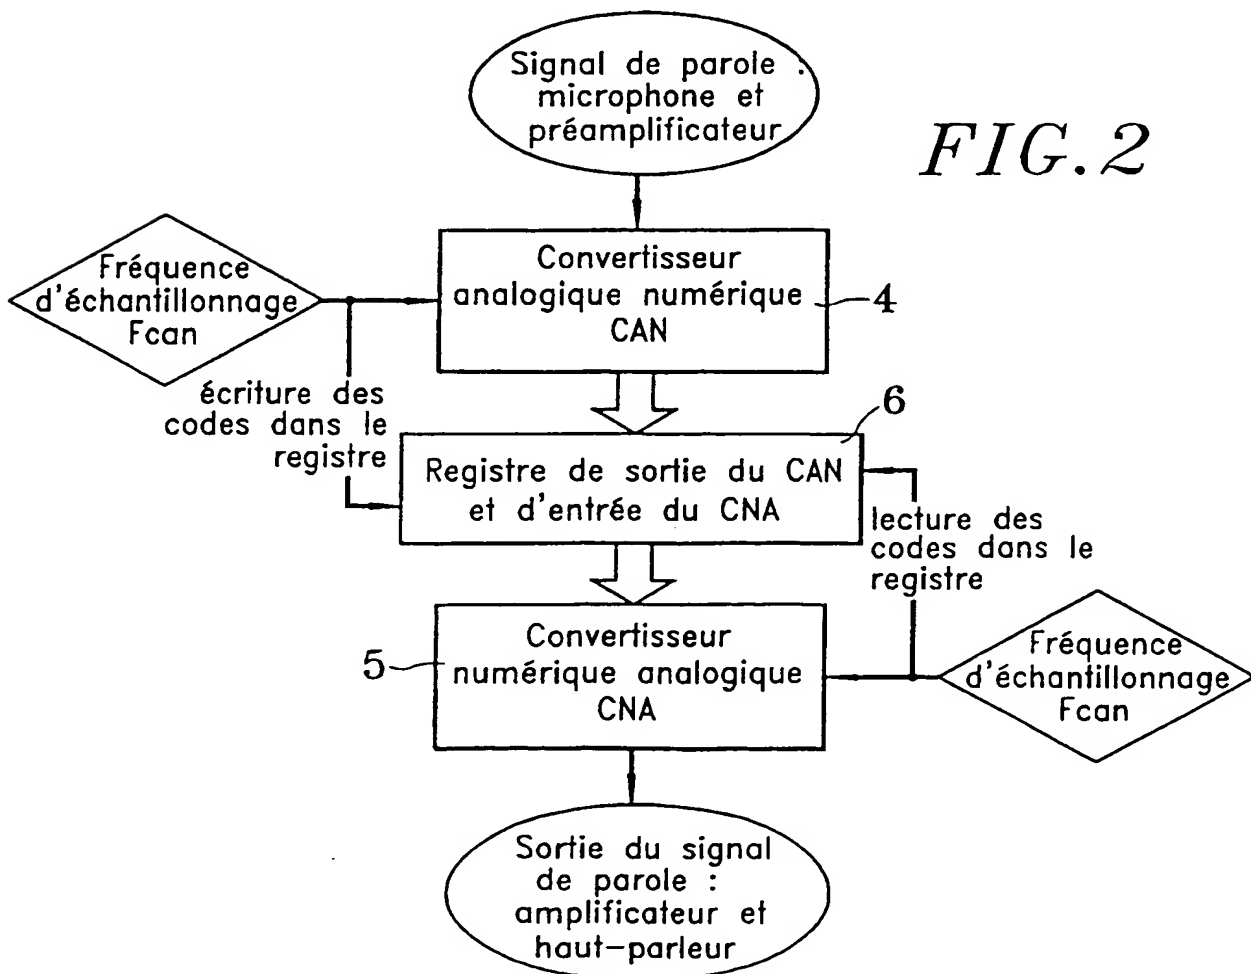 Signal de parole :
microphone et
préamplificateur
FIG.2
Fréquence
d'échantillonnage
Fcan
Convertisseur
analogique numérique
CAN
4
écriture des
codes dans le
registre
6
Registre de sortie du CAN
et d'entrée du CNA
lecture des
codes dans le
registre
5
Convertisseur
numérique analogique
CNA
Fréquence
d'échantillonnage
Fcan
Sortie du signal
de parole :
amplificateur et
haut-parleur